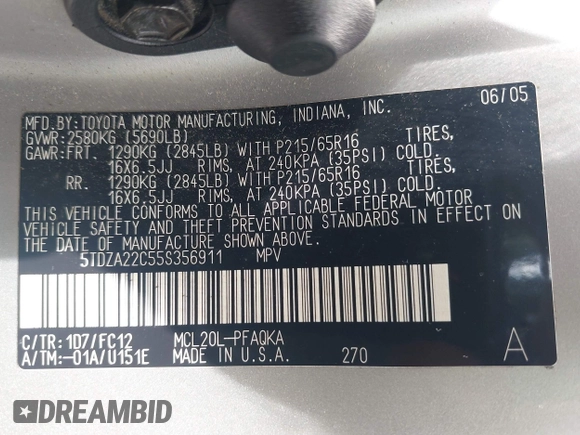 MFD.BY:TOYOTA MOTOR MANUFACTURING, INDIANA, INC. 06/05
GVWR:2580KG (5690LB)
GAWR:FRT. 1290KG (2845LB) WITH P215/65R16 TIRES,
16X6.5JJ RIMS, AT 240KPA (35PSI) COLD.
RR. 1290KG (2845LB) WITH P215/65R16 TIRES,
16X6.5JJ RIMS, AT 240KPA (35PSI) COLD.
THIS VEHICLE CONFORMS TO ALL APPLICABLE FEDERAL MOTOR
VEHICLE SAFETY AND THEFT PREVENTION STANDARDS IN EFFECT ON
THE DATE OF MANUFACTURE SHOWN ABOVE.
5TDZA22C55S356911 MPV
C/TR:1D7/FC12 MCL20L-PFAQKA
A/TM:-01A/U151E MADE IN U.S.A. 270 A
DREAMBID